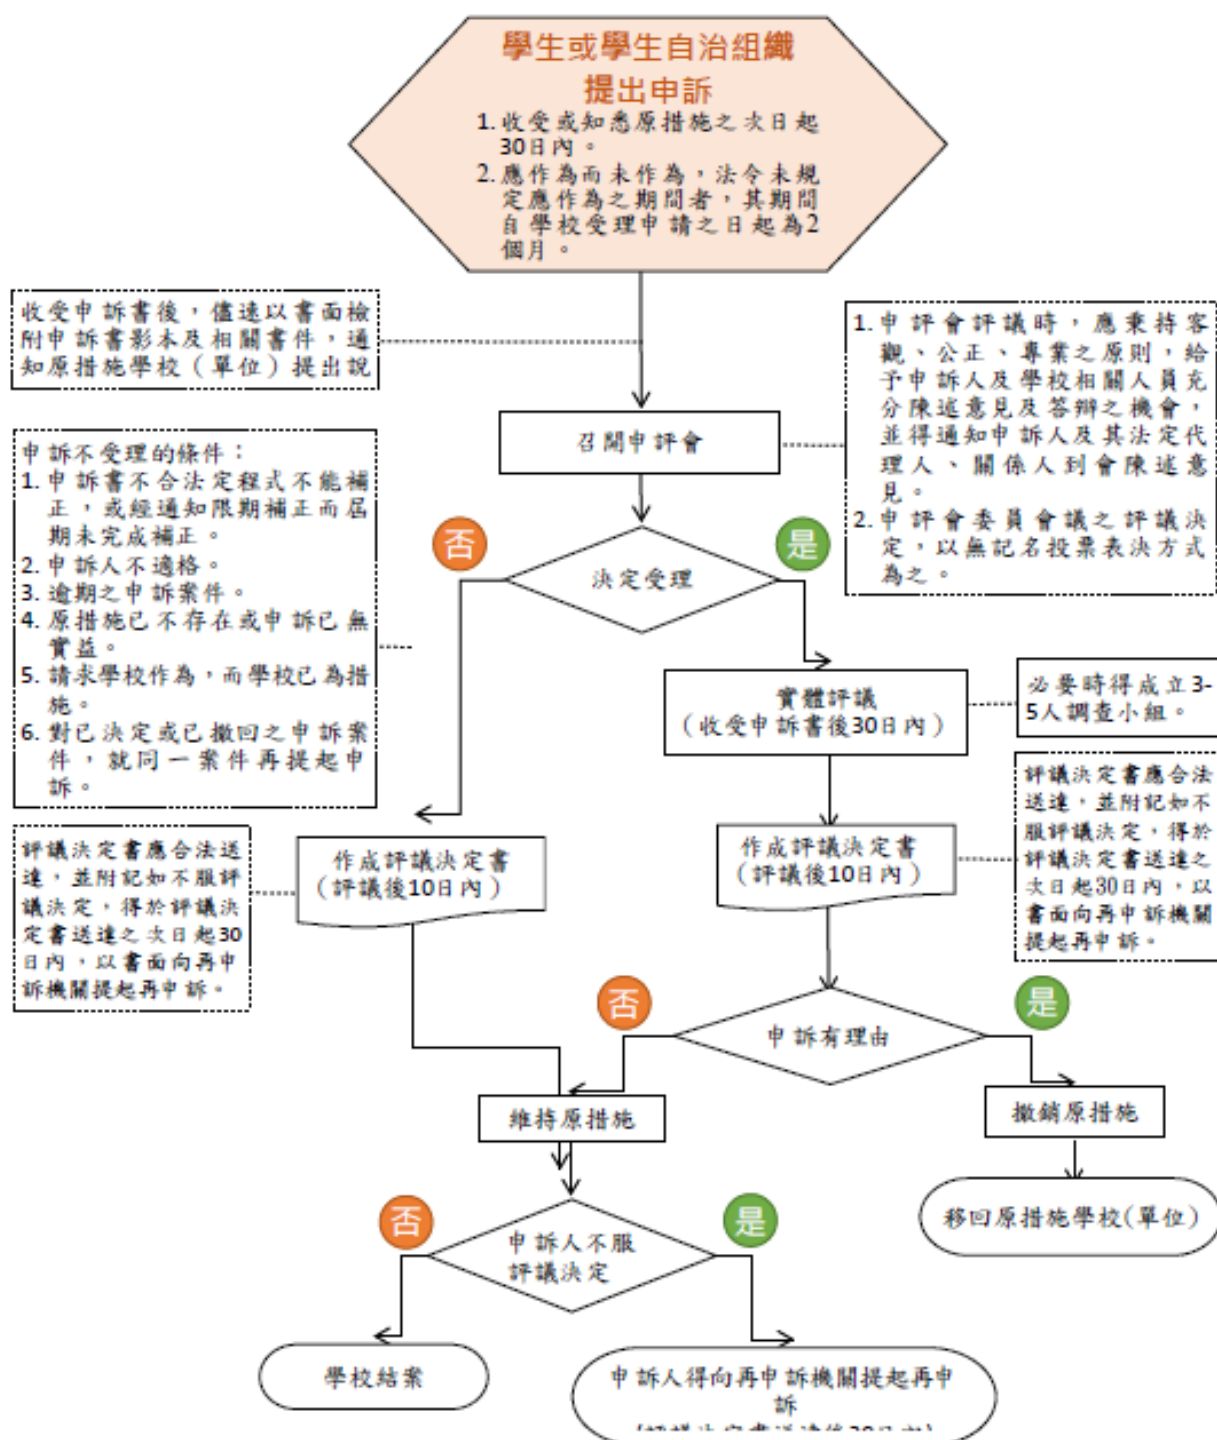 學生或學生自治組織
提出申訴
1. 收受或知悉原措施之次日起
30日內。
2. 應作為而未作為，法令未規
定應作為之期間者，其期間
自學校受理申請之日起為2
個月。
收受申訴書後，儘速以書面檢
附申訴書影本及相關書件，通
知原措施學校（單位）提出說
1. 申評會評議時，應秉持客
觀、公正、專業之原則，給
予申訴人及學校相關人員充
分陳述意見及答辯之機會，
並得通知申訴人及其法定代
理人、關係人到會陳述意
見。
2. 申評會委員會議之評議決
定，以無記名投票表決方式
為之。
召開申評會
申訴不受理的條件：
1. 申訴書不合法定程式不能補
正，或經通知限期補正而屆
期未完成補正。
2. 申訴人不適格。
3. 逾期之申訴案件。
4. 原措施已不存在或申訴已無
實益。
5. 請求學校作為，而學校已為措
施。
6. 對已決定或已撤回之申訴案
件，就同一案件再提起申
訴。
否
是
決定受理
實體評議
（收受申訴書後30日內）
必要時得成立3-
5人調查小組。
評議決定書應合法
送達，並附記如不
服評議決定，得於
評議決定書送達之
次日起30日內，以
書面向再申訴機關
提起再申訴。
作成評議決定書
（評議後10日內）
作成評議決定書
（評議後10日內）
評議決定書應合法送
達，並附記如不服評
議決定，得於評議決
定書送達之次日起30
日內，以書面向再申
訴機關提起再申訴。
否
是
申訴有理由
維持原措施
撤銷原措施
移回原措施學校(單位)
否
是
申訴人不服
評議決定
學校結案
申訴人得向再申訴機關提起再申
訴